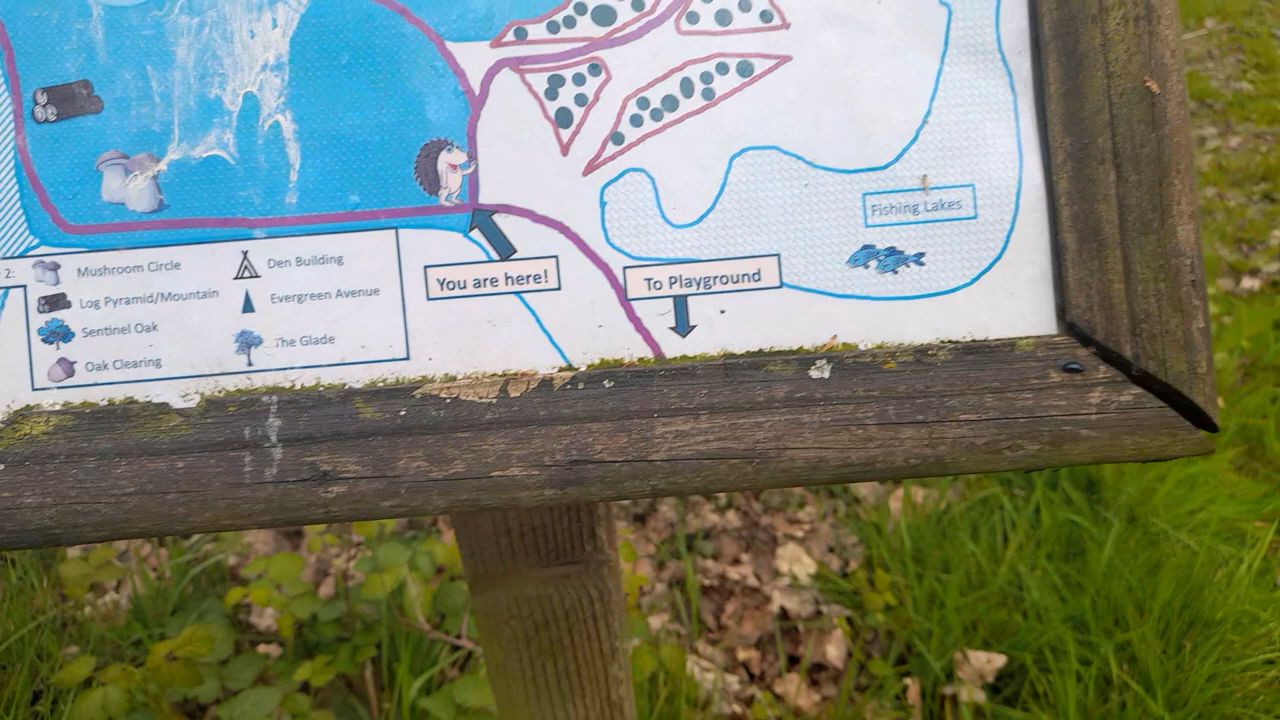 Fishing Lakes
You are here!
To Playground
2:
Mushroom Circle
Log Pyramid/Mountain
Sentinel Oak
Oak Clearing
Den Building
Evergreen Avenue
The Glade